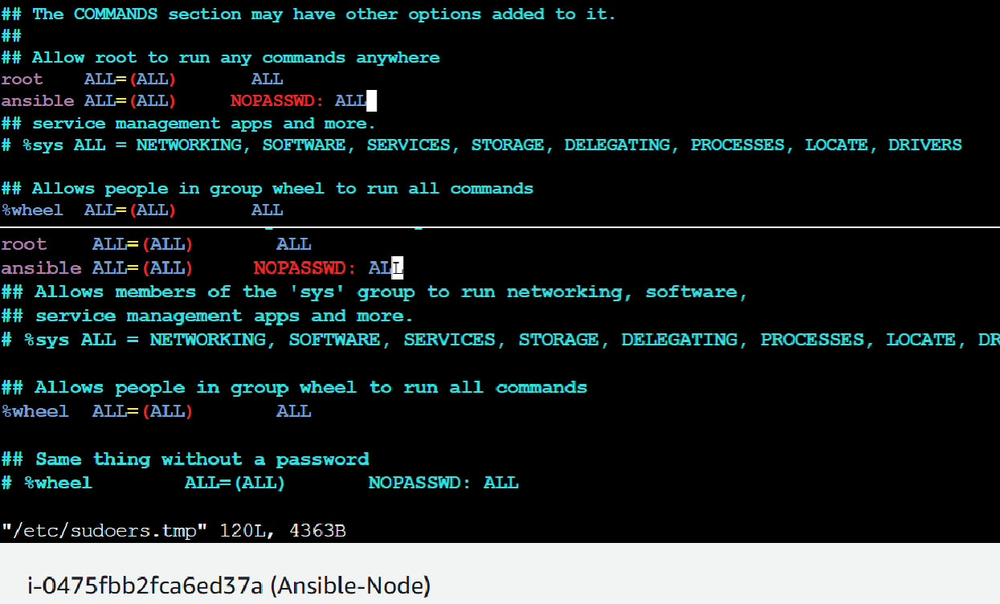 ## The COMMANDS section may have other options added to it.
##
## Allow root to run any commands anywhere
root    ALL=(ALL)       ALL
ansible ALL=(ALL)     NOPASSWD: ALL
## service management apps and more.
# %sys ALL = NETWORKING, SOFTWARE, SERVICES, STORAGE, DELEGATING, PROCESSES, LOCATE, DRIVERS
## Allows people in group wheel to run all commands
%wheel  ALL=(ALL)       ALL
root    ALL=(ALL)       ALL
ansible ALL=(ALL)     NOPASSWD: ALL
## Allows members of the 'sys' group to run networking, software,
## service management apps and more.
# %sys ALL = NETWORKING, SOFTWARE, SERVICES, STORAGE, DELEGATING, PROCESSES, LOCATE, DR
## Allows people in group wheel to run all commands
%wheel  ALL=(ALL)       ALL
## Same thing without a password
# %wheel        ALL=(ALL)       NOPASSWD: ALL
"/etc/sudoers.tmp" 120L, 4363B
i-0475fbb2fca6ed37a (Ansible-Node)